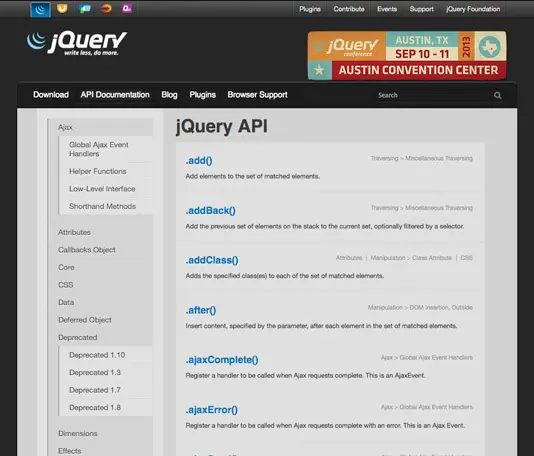 Plugins Contribute Events Support jQuery Foundation
jQuery
write less, do more.
jQuery
conference
AUSTIN, TX
SEP 10 - 11
2013
AUSTIN CONVENTION CENTER
Download API Documentation Blog Plugins Browser Support Search
Ajax
Global Ajax Event
Handlers
Helper Functions
Low-Level Interface
Shorthand Methods
Attributes
Callbacks Object
Core
CSS
Data
Deferred Object
Deprecated
Deprecated 1.10
Deprecated 1.3
Deprecated 1.7
Deprecated 1.8
Dimensions
Effects
jQuery API
.add()
Traversing > Miscellaneous Traversing
Add elements to the set of matched elements.
.addBack()
Traversing > Miscellaneous Traversing
Add the previous set of elements on the stack to the current set, optionally filtered by a selector.
.addClass()
Attributes | Manipulation > Class Attribute | CSS
Adds the specified class(es) to each of the set of matched elements.
.after()
Manipulation > DOM Insertion, Outside
Insert content, specified by the parameter, after each element in the set of matched elements.
.ajaxComplete()
Ajax > Global Ajax Event Handlers
Register a handler to be called when Ajax requests complete. This is an AjaxEvent.
.ajaxError()
Ajax > Global Ajax Event Handlers
Register a handler to be called when Ajax requests complete with an error. This is an Ajax Event.